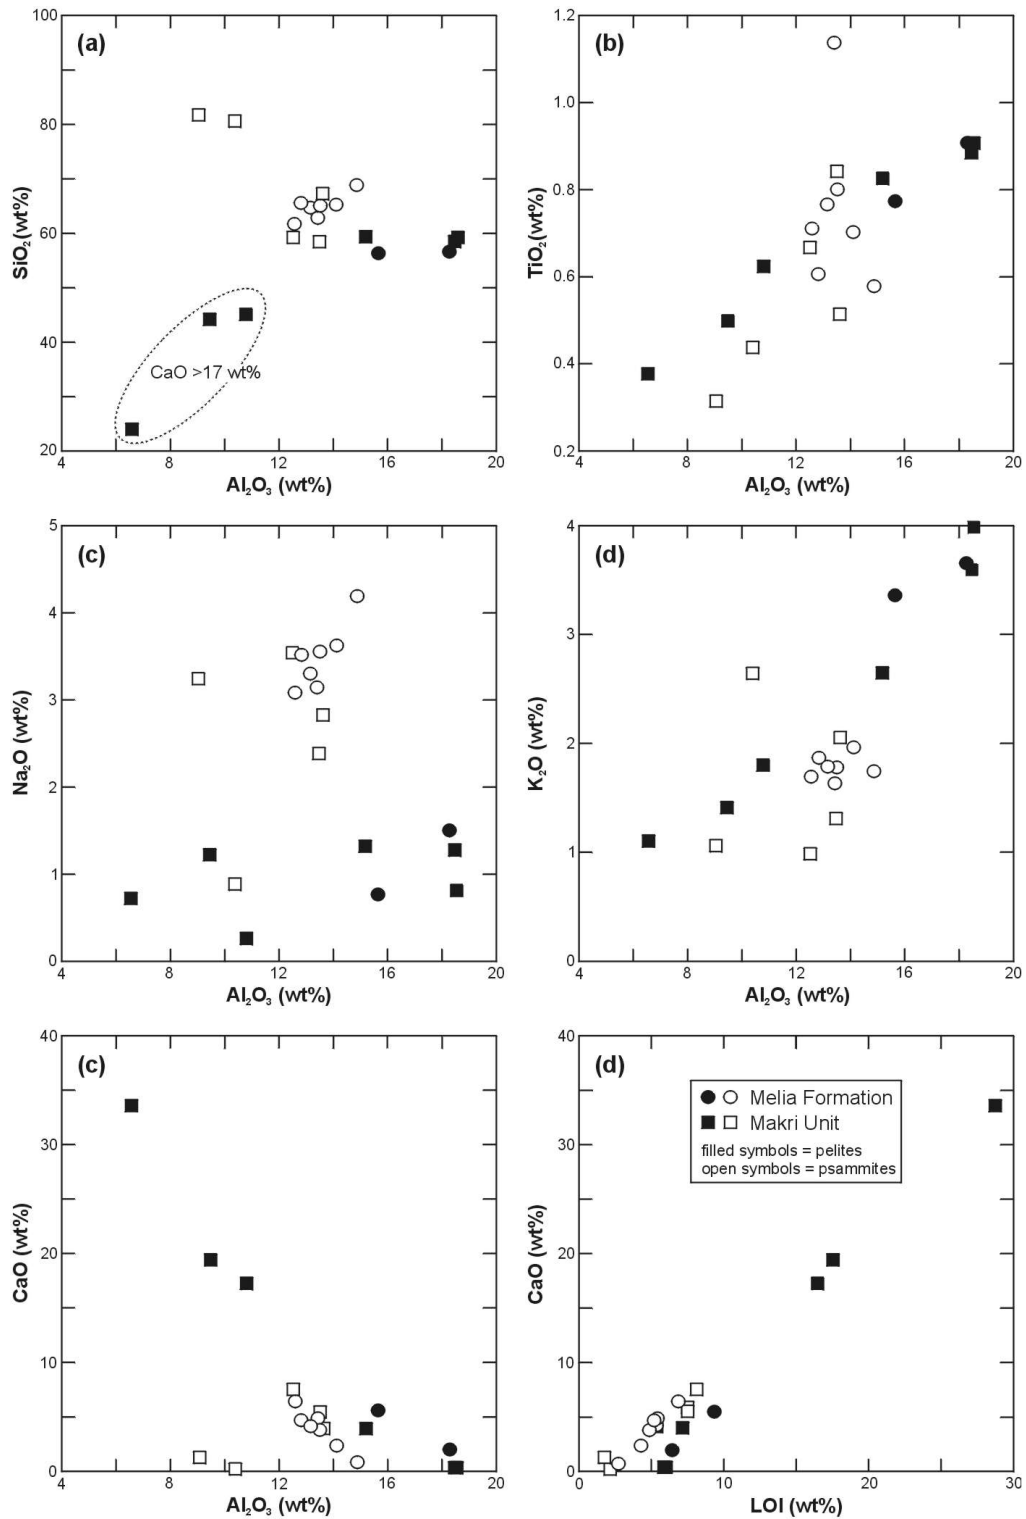 (a)
100
80
60
40
20
SiO₂(wt%)
CaO >17 wt%
4 8 12 16 20
Al₂O₃ (wt%)
(b)
1.2
1.0
0.8
0.6
0.4
0.2
TiO₂(wt%)
4 8 12 16 20
Al₂O₃ (wt%)
(c)
5
4
3
2
1
0
Na₂O (wt%)
4 8 12 16 20
Al₂O₃ (wt%)
(d)
4
3
2
1
0
K₂O (wt%)
4 8 12 16 20
Al₂O₃ (wt%)
(c)
40
30
20
10
0
CaO (wt%)
4 8 12 16 20
Al₂O₃ (wt%)
(d)
40
30
20
10
0
CaO (wt%)
Melia Formation
Makri Unit
filled symbols = pelites
open symbols = psammites
0 10 20 30
LOI (wt%)